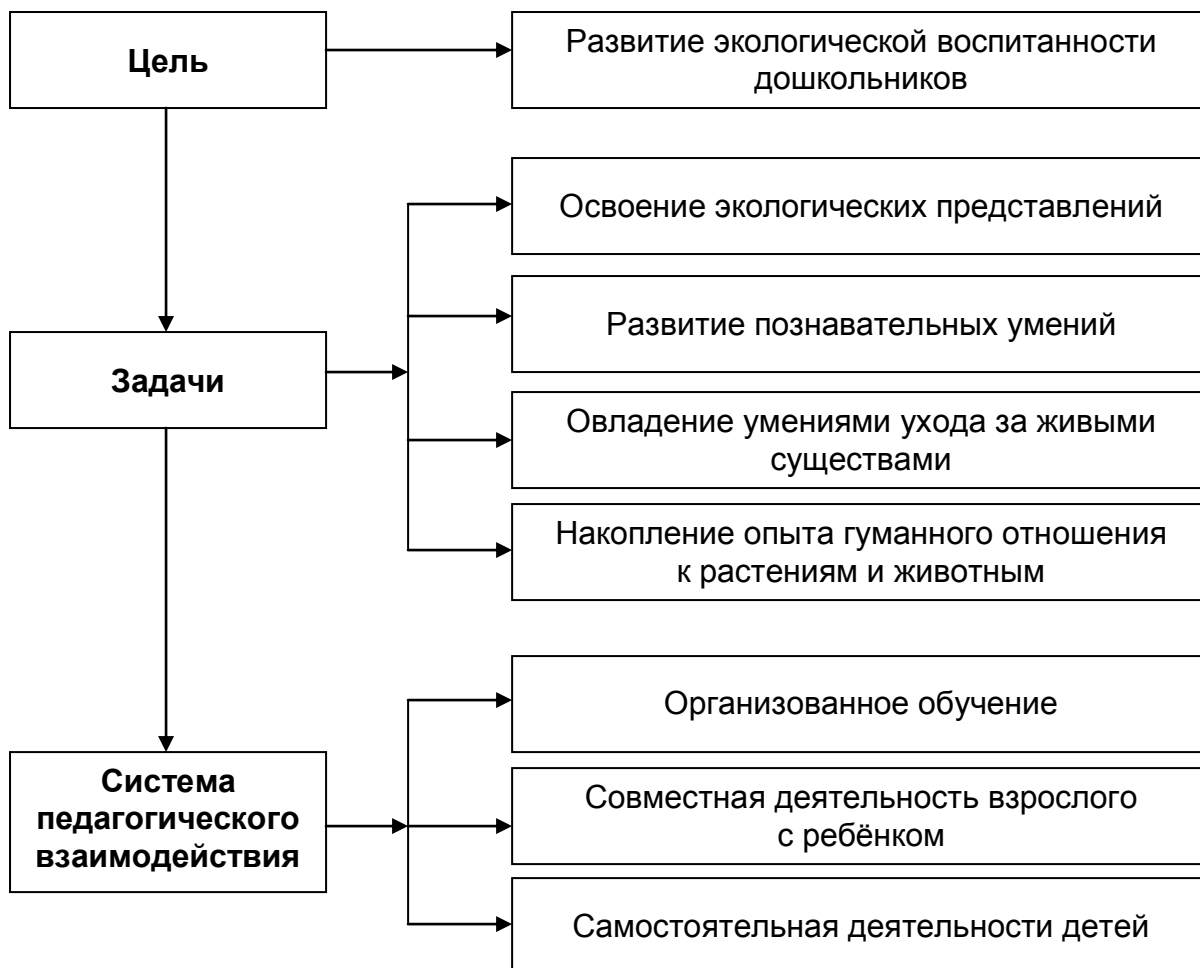 Цель
Развитие экологической воспитанности
дошкольников
Освоение экологических представлений
Развитие познавательных умений
Задачи
Овладение умениями ухода за живыми
существами
Накопление опыта гуманного отношения
к растениям и животным
Организованное обучение
Система
педагогического
взаимодействия
Совместная деятельность взрослого
с ребёнком
Самостоятельная деятельности детей